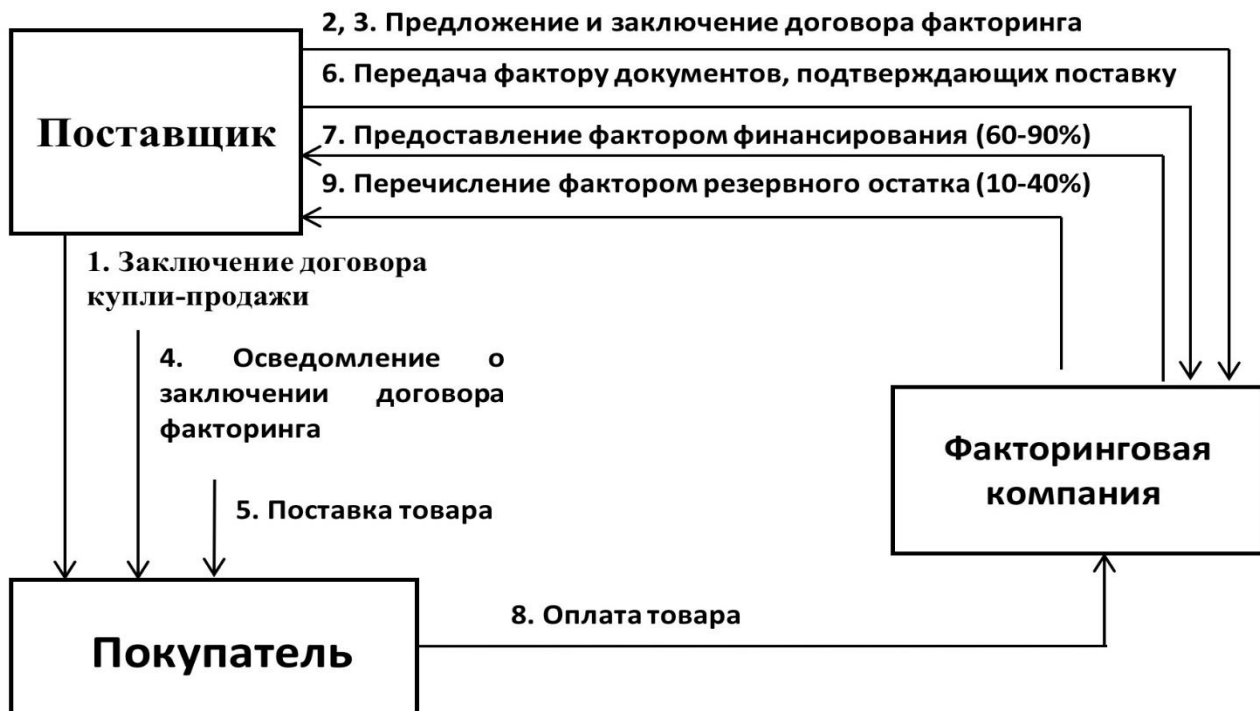 2, 3. Предложение и заключение договора факторинга
6. Передача фактору документов, подтверждающих поставку
Поставщик
7. Предоставление фактором финансирования (60-90%)
9. Перечисление фактором резервного остатка (10-40%)
1. Заключение договора
купли-продажи
4. Осведомление о
заключении договора
факторинга
5. Поставка товара
Факторинговая
компания
8. Оплата товара
Покупатель